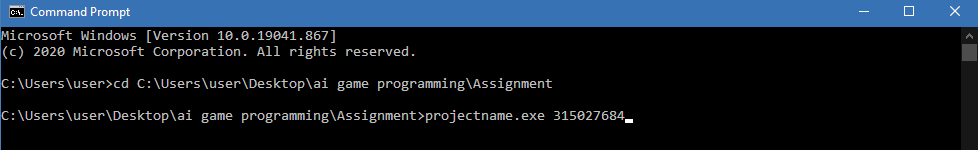 Command Prompt
Microsoft Windows [Version 10.0.19041.867]
(c) 2020 Microsoft Corporation. All rights reserved.
C:\Users\user>cd C:\Users\user\Desktop\ai game programming\Assignment
C:\Users\user\Desktop\ai game programming\Assignment>projectname.exe 315027684